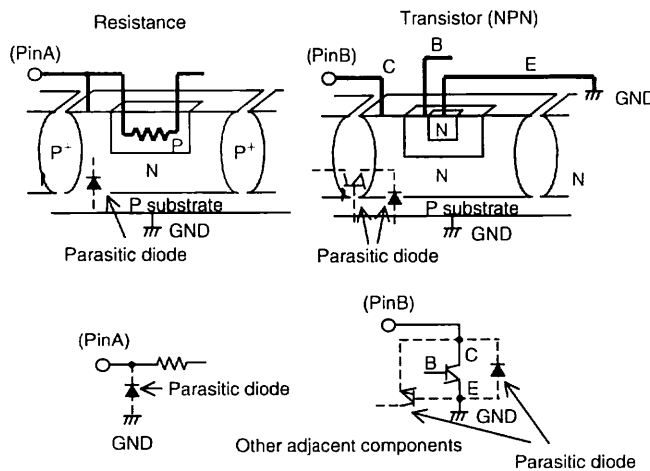 Resistance
Transistor (NPN)
(PinA)
(PinB)
C
B
E
GND
P+
P
N
P+
N
N
N
P substrate
GND
Parasitic diode
P substrate
GND
Parasitic diode
(PinA)
Parasitic diode
GND
(PinB)
C
B
E
GND
Other adjacent components
Parasitic diode